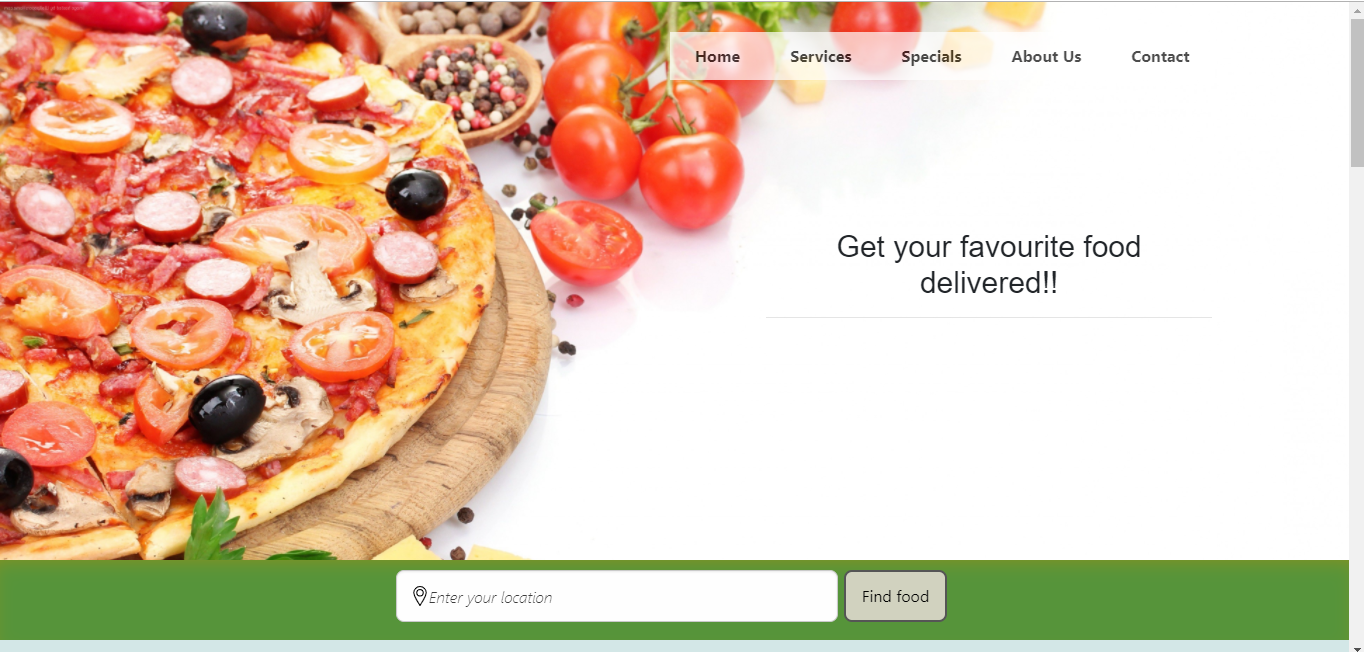 Home Services Specials About Us Contact
Get your favourite food
delivered!!
Enter your location
Find food